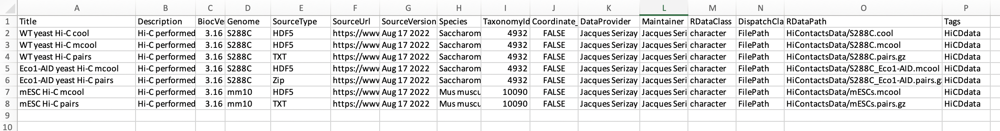 A B C D E F G H I J K L M N O P
1 Title Description BiocVe Genome SourceType SourceUrl SourceVersion Species TaxonomyId Coordinate_ DataProvider Maintainer RDataClass DispatchCla RDataPath Tags
2 WT yeast Hi-C cool Hi-C performed 3.16 S288C HDF5 https://www Aug 17 2022 Saccharom 4932 FALSE Jacques Serizay Jacques Seri character FilePath HiContactsData/S288C.cool HiCDdata
3 WT yeast Hi-C mcool Hi-C performed 3.16 S288C HDF5 https://www Aug 17 2022 Saccharom 4932 FALSE Jacques Serizay Jacques Seri character FilePath HiContactsData/S288C.mcool HiCDdata
4 WT yeast Hi-C pairs Hi-C performed 3.16 S288C TXT https://www Aug 17 2022 Saccharom 4932 FALSE Jacques Serizay Jacques Seri character FilePath HiContactsData/S288C.pairs.gz HiCDdata
5 Eco1-AID yeast Hi-C mcool Hi-C performed 3.16 S288C HDF5 https://www Aug 17 2022 Saccharom 4932 FALSE Jacques Serizay Jacques Seri character FilePath HiContactsData/S288C_Eco1-AID.mcool HiCDdata
6 Eco1-AID yeast Hi-C pairs Hi-C performed 3.16 S288C Zip https://www Aug 17 2022 Saccharom 4932 FALSE Jacques Serizay Jacques Seri character FilePath HiContactsData/S288C_Eco1-AID.pairs.g HiCDdata
7 mESC Hi-C mcool Hi-C performed 3.16 mm10 HDF5 https://www Aug 17 2022 Mus muscu 10090 FALSE Jacques Serizay Jacques Seri character FilePath HiContactsData/mESCs.mcool HiCDdata
8 mESC Hi-C pairs Hi-C performed 3.16 mm10 TXT https://www Aug 17 2022 Mus muscu 10090 FALSE Jacques Serizay Jacques Seri character FilePath HiContactsData/mESCs.pairs.gz HiCDdata
9
10